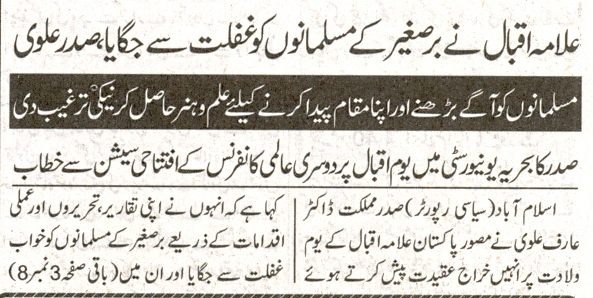 علامہ اقبال نے برصغیر کے مسلمانوں کو غفلت سے جگایا، صدر علوی
مسلمانوں کو آگے بڑھنے اور اپنا مقام پیدا کرنے کیلئے علم و ہنر حاصل کرنیکی ترغیب دی
صدر کا بحریہ یونیورسٹی میں یوم اقبال پر دوسری عالمی کانفرنس کے افتتاحی سیشن سے خطاب
اسلام آباد (سیاسی رپورٹر) صدر مملکت ڈاکٹر
عارف علوی نے مصور پاکستان علامہ اقبال کے یوم
ولادت پر انہیں خراج عقیدت پیش کرتے ہوئے
کہا ہے کہ انہوں نے اپنی تقاریر، تحریروں اور عملی
اقدامات کے ذریعے برصغیر کے مسلمانوں کو خواب
غفلت سے جگایا اور ان میں (باقی صفحہ 3 نمبر 8)